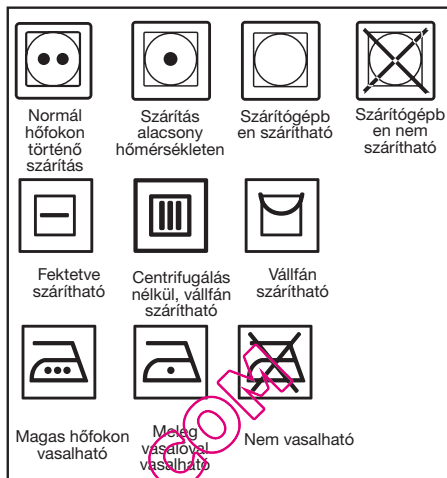 Normál
hőfokon
történő
szárítás
Szárítás
alacsony
hőmérsékleten
Szárítógépb
en szárítható
Szárítógépb
en nem
szárítható
Fektetve
szárítható
Centrifugálás
nélkül, vállfán
szárítható
Vállfán
szárítható
Magas hőfokon
vasalható
Meleg
vasalóval
vasalható
Nem vasalható
COM